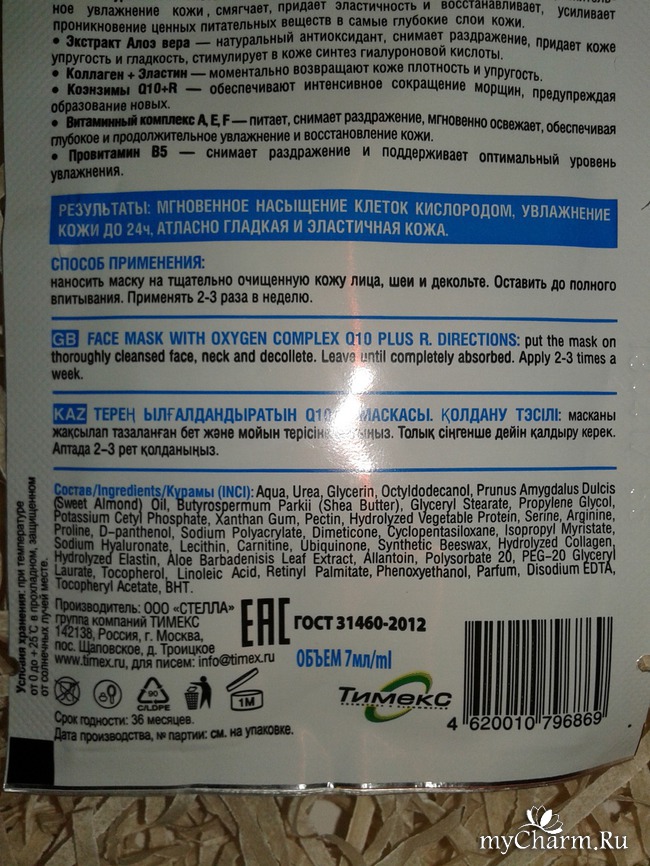 ное увлажнение кожи, смягчает, придает эластичность и восстанавливает, усиливает
проникновение ценных питательных веществ в самые глубокие слои кожи.
• Экстракт Алоэ вера — натуральный антиоксидант, снимает раздражение, придает коже
упругость и гладкость, стимулирует в коже синтез гиалуроновой кислоты.
• Коллаген + Эластин — моментально возвращают коже плотность и упругость.
• Коэнзимы Q10+R — обеспечивают интенсивное сокращение морщин, предупреждая
образование новых.
• Витаминный комплекс A, E, F — питает, снимает раздражение, мгновенно освежает, обеспечивая
глубокое и продолжительное увлажнение и восстановление кожи.
• Провитамин B5 — снимает раздражение и поддерживает оптимальный уровень
увлажнения.
РЕЗУЛЬТАТЫ: МГНОВЕННОЕ НАСЫЩЕНИЕ КЛЕТОК КИСЛОРОДОМ, УВЛАЖНЕНИЕ
КОЖИ ДО 24ч, АТЛАСНО ГЛАДКАЯ И ЭЛАСТИЧНАЯ КОЖА.
СПОСОБ ПРИМЕНЕНИЯ:
наносить маску на тщательно очищенную кожу лица, шеи и декольте. Оставить до полного
впитывания. Применять 2-3 раза в неделю.
GB FACE MASK WITH OXYGEN COMPLEX Q10 PLUS R. DIRECTIONS: put the mask on
thoroughly cleansed face, neck and decollete. Leave until completely absorbed. Apply 2-3 times a
week.
KAZ ТЕРЕҢ ЫЛҒАЛДАНДЫРАТЫН Q10 МАСКАСЫ. ҚОЛДАНУ ТЭСІЛІ: масканы
жақсылап тазаланған бет және мойын терісіне Толық сіңгенше дейін қалдыру керек.
Аптада 2–3 рет қолданыңыз.
Состав/Ingredients/Курамы (INCI): Aqua, Urea, Glycerin, Octyldodecanol, Prunus Amygdalus Dulcis
(Sweet Almond) Oil, Butyrospermum Parkii (Shea Butter), Glyceryl Stearate, Propylene Glycol,
Potassium Cetyl Phosphate, Xanthan Gum, Pectin, Hydrolyzed Vegetable Protein, Serine, Arginine,
Proline, D–panthenol, Sodium Polyacrylate, Dimeticone, Cyclopentasiloxane, Isopropyl Myristate,
Sodium Hyaluronate, Lecithin, Carnitine, Ubiquinone, Synthetic Beeswax, Hydrolyzed Collagen,
Hydrolyzed Elastin, Aloe Barbadenisis Leaf Extract, Allantoin, Polysorbate 20, PEG–20 Glyceryl
Laurate, Tocopherol, Linoleic Acid, Retinyl Palmitate, Phenoxyethanol, Parfum, Disodium EDTA,
Tocopheryl Acetate, BHT.
Условия хранения: при температуре
от 0 до +25°C в прохладном, защищенном
от солнечных лучей месте.
Производитель: ООО «СТЕЛЛА»
группа компаний ТИМЕКС
142138, Россия, г. Москва,
пос. Щаповское, д. Троицкое
www.timex.ru, для писем: info@timex.ru
EAC
ГОСТ 31460-2012
ОБЪЕМ 7мл/ml
90
C/LDPE
1M
Тимекс
4 620010 796869
Срок годности: 36 месяцев.
Дата производства, № партии: см. на упаковке.
myCharm.Ru